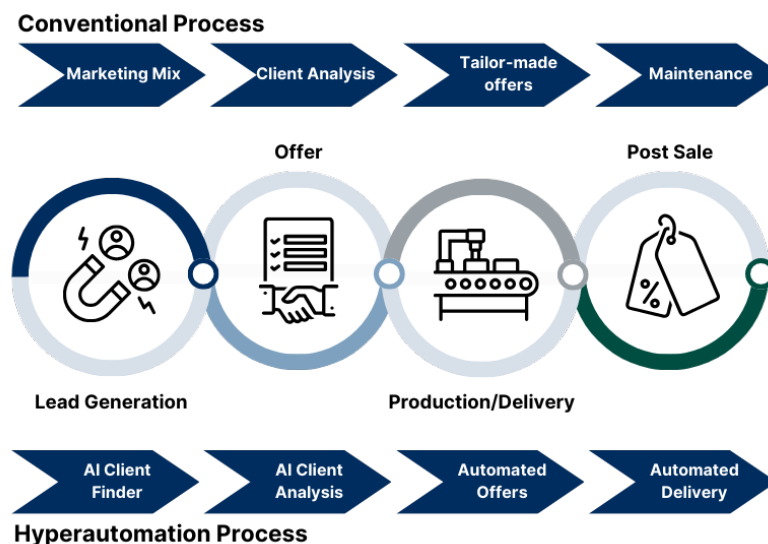 Conventional Process
Marketing Mix
Client Analysis
Tailor-made
offers
Maintenance
Offer
Post Sale
%
Lead Generation
Production/Delivery
AI Client
Finder
AI Client
Analysis
Automated
Offers
Automated
Delivery
Hyperautomation Process